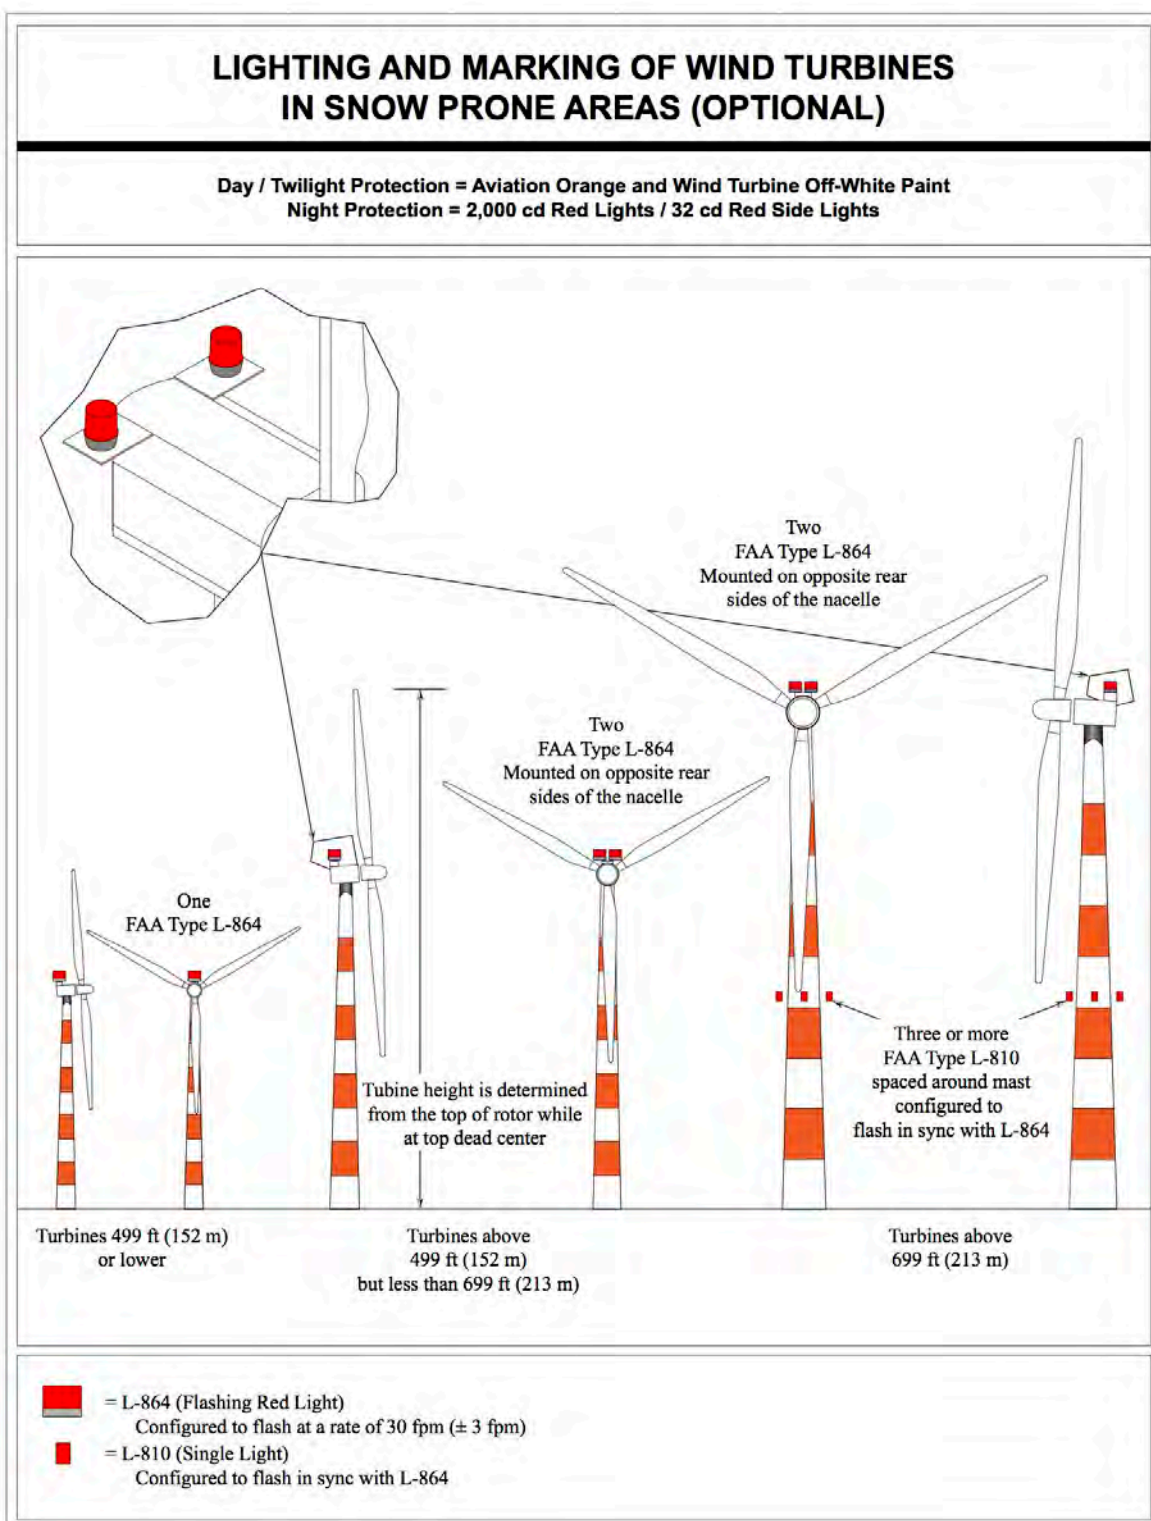 LIGHTING AND MARKING OF WIND TURBINES
IN SNOW PRONE AREAS (OPTIONAL)
Day / Twilight Protection = Aviation Orange and Wind Turbine Off-White Paint
Night Protection = 2,000 cd Red Lights / 32 cd Red Side Lights
Two
FAA Type L-864
Mounted on opposite rear
sides of the nacelle
Two
FAA Type L-864
Mounted on opposite rear
sides of the nacelle
One
FAA Type L-864
Three or more
FAA Type L-810
spaced around mast
configured to
flash in sync with L-864
Tubine height is determined
from the top of rotor while
at top dead center
Turbines 499 ft (152 m)
or lower
Turbines above
499 ft (152 m)
but less than 699 ft (213 m)
Turbines above
699 ft (213 m)
= L-864 (Flashing Red Light)
Configured to flash at a rate of 30 fpm (± 3 fpm)
= L-810 (Single Light)
Configured to flash in sync with L-864